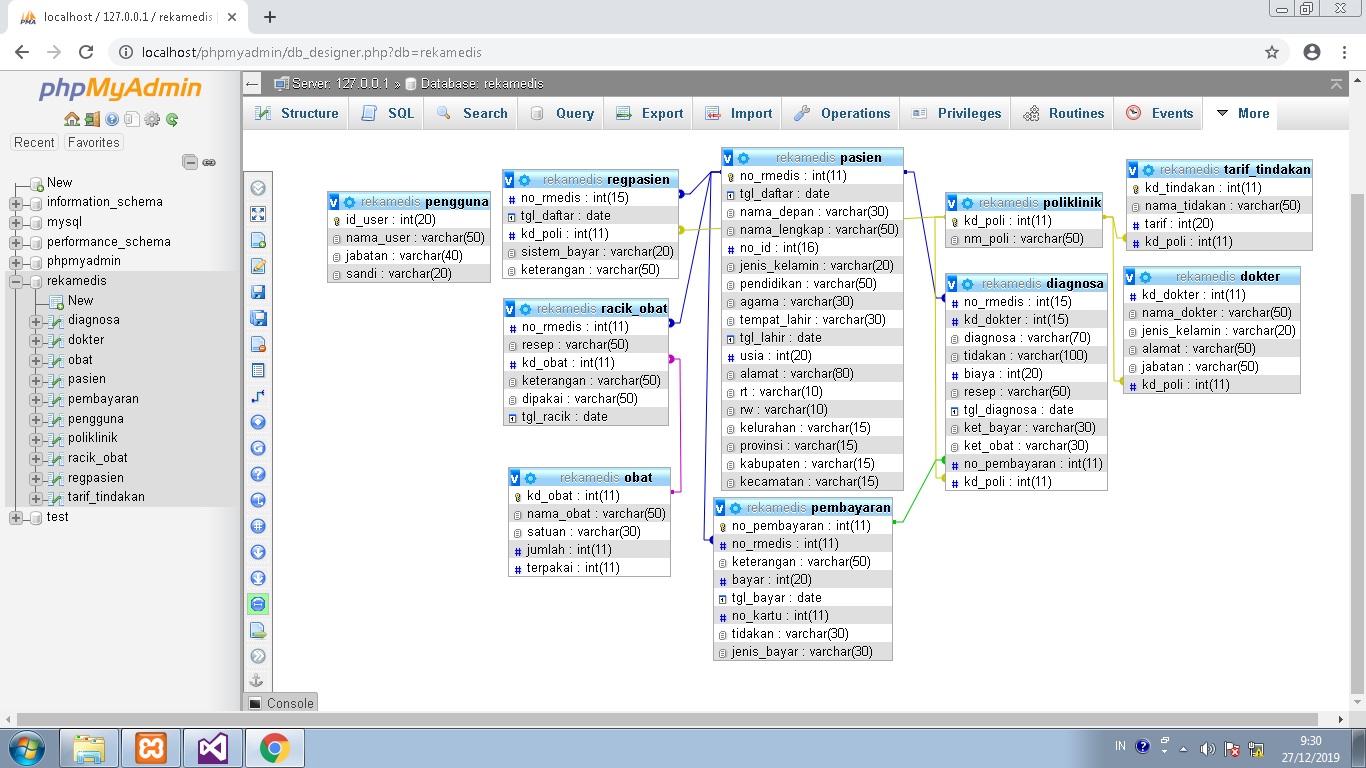 localhost / 127.0.0.1 / rekamedis
localhost/phpmyadmin/db_designer.php?db=rekamedis
phpMyAdmin
Recent
Favorites
New
information_schema
mysql
performance_schema
phpmyadmin
rekamedis
New
diagnosa
dokter
obat
pasien
pembayaran
pengguna
poliklinik
racik_obat
regpasien
tarif_tindakan
test
Server: 127.0.0.1 » Database: rekamedis
Structure
SQL
Search
Query
Export
Import
Operations
Privileges
Routines
Events
More
rekamedis pengguna
id_user : int(20)
nama_user : varchar(50)
jabatan : varchar(40)
sandi : varchar(20)
rekamedis regpasien
no_rmedis : int(15)
tgl_daftar : date
kd_poli : int(11)
sistem_bayar : varchar(20)
keterangan : varchar(50)
rekamedis racik_obat
no_rmedis : int(11)
resep : varchar(50)
kd_obat : int(11)
keterangan : varchar(50)
dipakai : varchar(50)
tgl_racik : date
rekamedis obat
kd_obat : int(11)
nama_obat : varchar(50)
satuan : varchar(30)
jumlah : int(11)
terpakai : int(11)
rekamedis pasien
no_rmedis : int(11)
tgl_daftar : date
nama_depan : varchar(30)
nama_lengkap : varchar(50)
no_id : int(16)
jenis_kelamin : varchar(20)
pendidikan : varchar(50)
agama : varchar(30)
tempat_lahir : varchar(30)
tgl_lahir : date
usia : int(20)
alamat : varchar(80)
rt : varchar(10)
rw : varchar(10)
kelurahan : varchar(15)
provinsi : varchar(15)
kabupaten : varchar(15)
kecamatan : varchar(15)
rekamedis pembayaran
no_pembayaran : int(11)
no_rmedis : int(11)
keterangan : varchar(50)
bayar : int(20)
tgl_bayar : date
no_kartu : int(11)
tidakan : varchar(30)
jenis_bayar : varchar(30)
rekamedis poliklinik
kd_poli : int(11)
nm_poli : varchar(50)
rekamedis diagnosa
no_rmedis : int(15)
kd_dokter : int(15)
diagnosa : varchar(70)
tidakan : varchar(100)
biaya : int(20)
resep : varchar(50)
tgl_diagnosa : date
ket_bayar : varchar(30)
ket_obat : varchar(30)
no_pembayaran : int(11)
kd_poli : int(11)
rekamedis tarif_tindakan
kd_tindakan : int(11)
nama_tidakan : varchar(50)
tarif : int(20)
kd_poli : int(11)
rekamedis dokter
kd_dokter : int(11)
nama_dokter : varchar(50)
jenis_kelamin : varchar(20)
alamat : varchar(50)
jabatan : varchar(50)
kd_poli : int(11)
Console
IN
9:30
27/12/2019